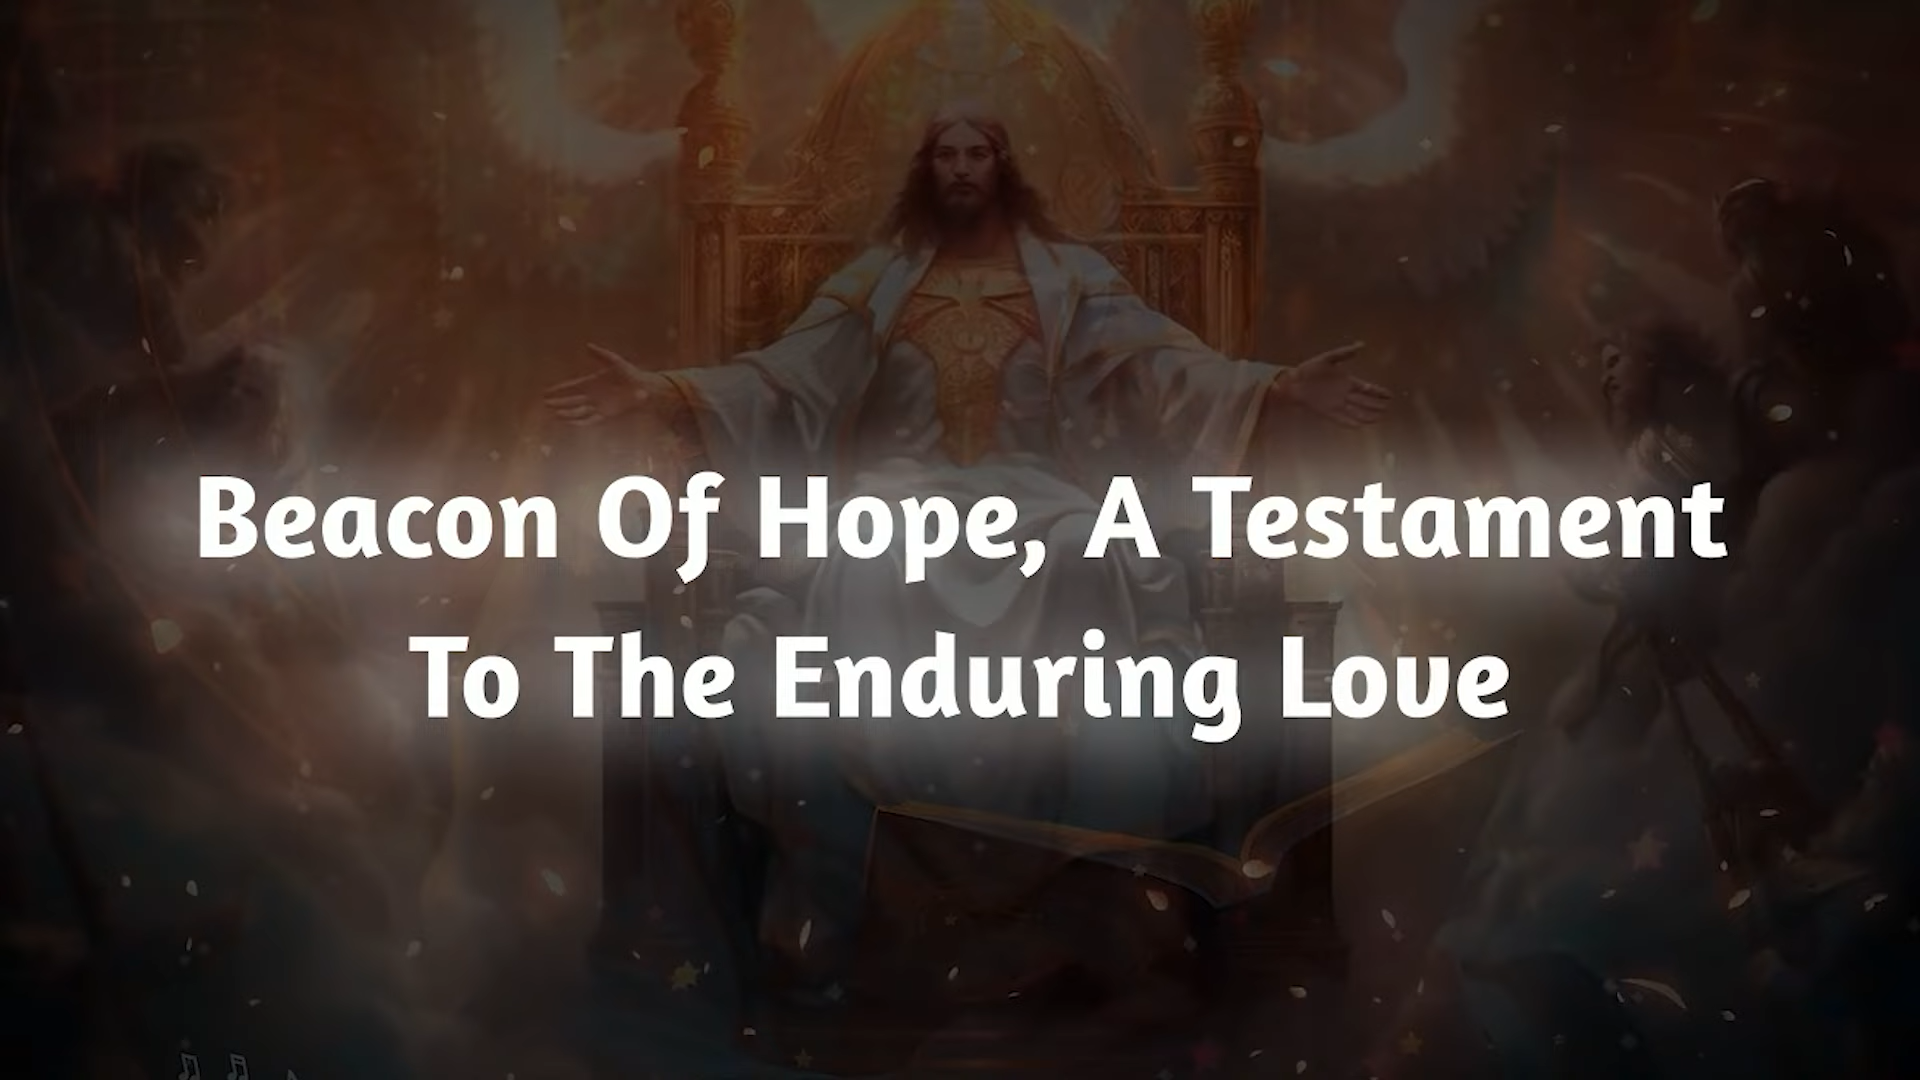 Beacon Of Hope, A Testament
To The Enduring Love